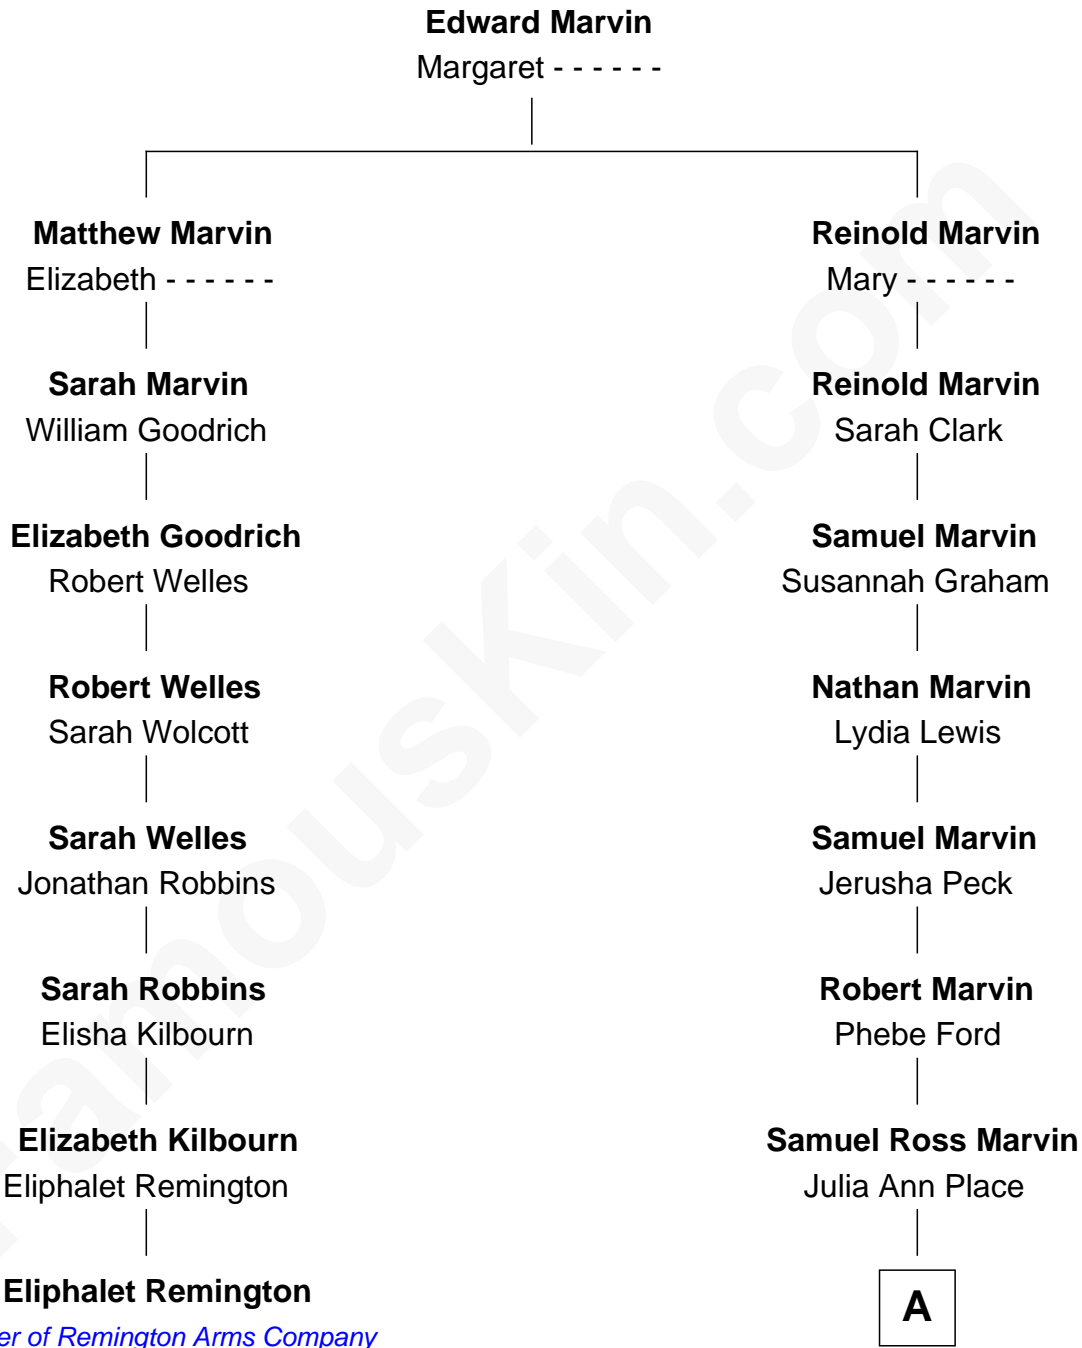 Edward Marvin
Margaret - - - - - -
Matthew Marvin
Elizabeth - - - - - -
Reinold Marvin
Mary - - - - - -
Sarah Marvin
William Goodrich
Reinold Marvin
Sarah Clark
Elizabeth Goodrich
Robert Welles
Samuel Marvin
Susannah Graham
Robert Welles
Sarah Wolcott
Nathan Marvin
Lydia Lewis
Sarah Welles
Jonathan Robbins
Samuel Marvin
Jerusha Peck
Sarah Robbins
Elisha Kilbourn
Robert Marvin
Phebe Ford
Elizabeth Kilbourn
Eliphalet Remington
Samuel Ross Marvin
Julia Ann Place
Eliphalet Remington
er of Remington Arms Company
A
FamousKin.com